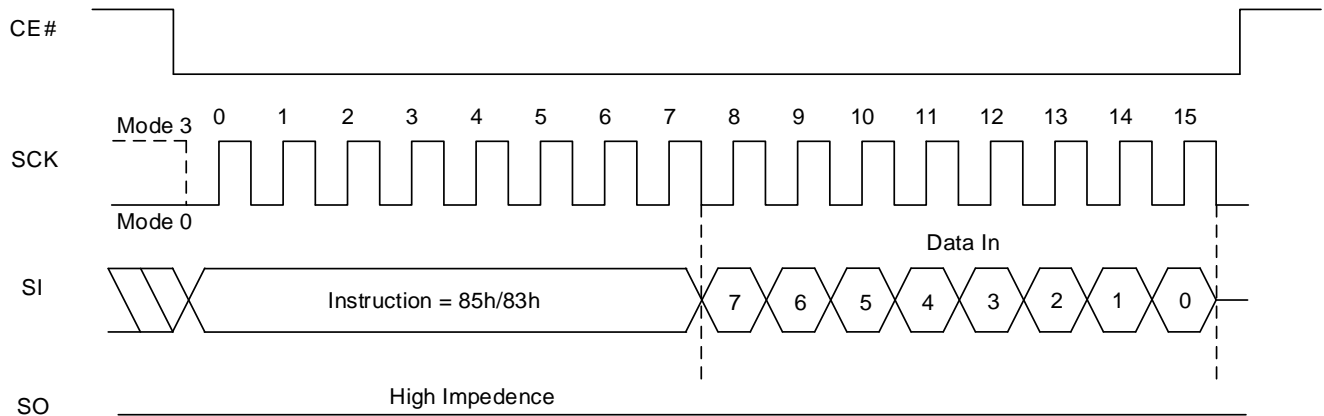 CE#
0 1 2 3 4 5 6 7 8 9 10 11 12 13 14 15
Mode 3
SCK
Mode 0
Data In
SI
Instruction = 85h/83h
7 6 5 4 3 2 1 0
High Impedence
SO